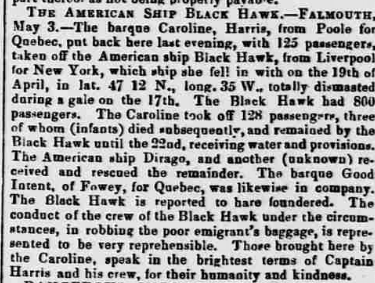 THE AMERICAN SHIP BLACK HAWK.—FALMOUTH,
May 3.—The barque Caroline, Harris, from Poole for
Quebec, put back here last evening, with 125 passengers,
taken off the American ship Black Hawk, from Liverpool
for New York, which ship she fell in with on the 19th of
April, in lat. 47 12 N., long. 35 W., totally dismasted
during a gale on the 17th. The Black Hawk had 800
passengers. The Caroline took off 128 passengers, three
of whom (infants) died subsequently, and remained by the
Black Hawk until the 22nd, receiving water and provisions.
The American ship Dirago, and another (unknown) re-
ceived and rescued the remainder. The barque Good
Intent, of Fowey, for Quebec, was likewise in company.
The Black Hawk is reported to hare foundered. The
conduct of the crew of the Black Hawk under the circum-
stances, in robbing the poor emigrant's baggage, is repre-
sented to be very reprehensible. Those brought here by
the Caroline, speak in the brightest terms of Captain
Harris and his crew, for their humanity and kindness.